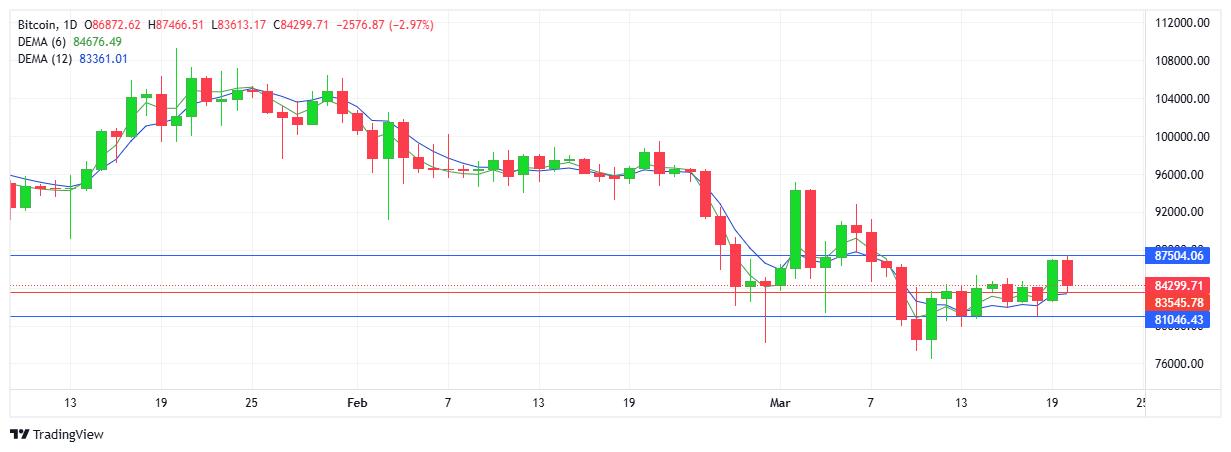 Bitcoin, 1D O86872.62 H87466.51 L83613.17 C84299.71 −2576.87 (−2.97%)
DEMA (6) 84676.49
DEMA (12) 83361.01
112000.00
108000.00
104000.00
100000.00
96000.00
92000.00
87504.06
84299.71
83545.78
81046.43
76000.00
13 19 25 Feb 7 13 19 Mar 7 13 19
TradingView